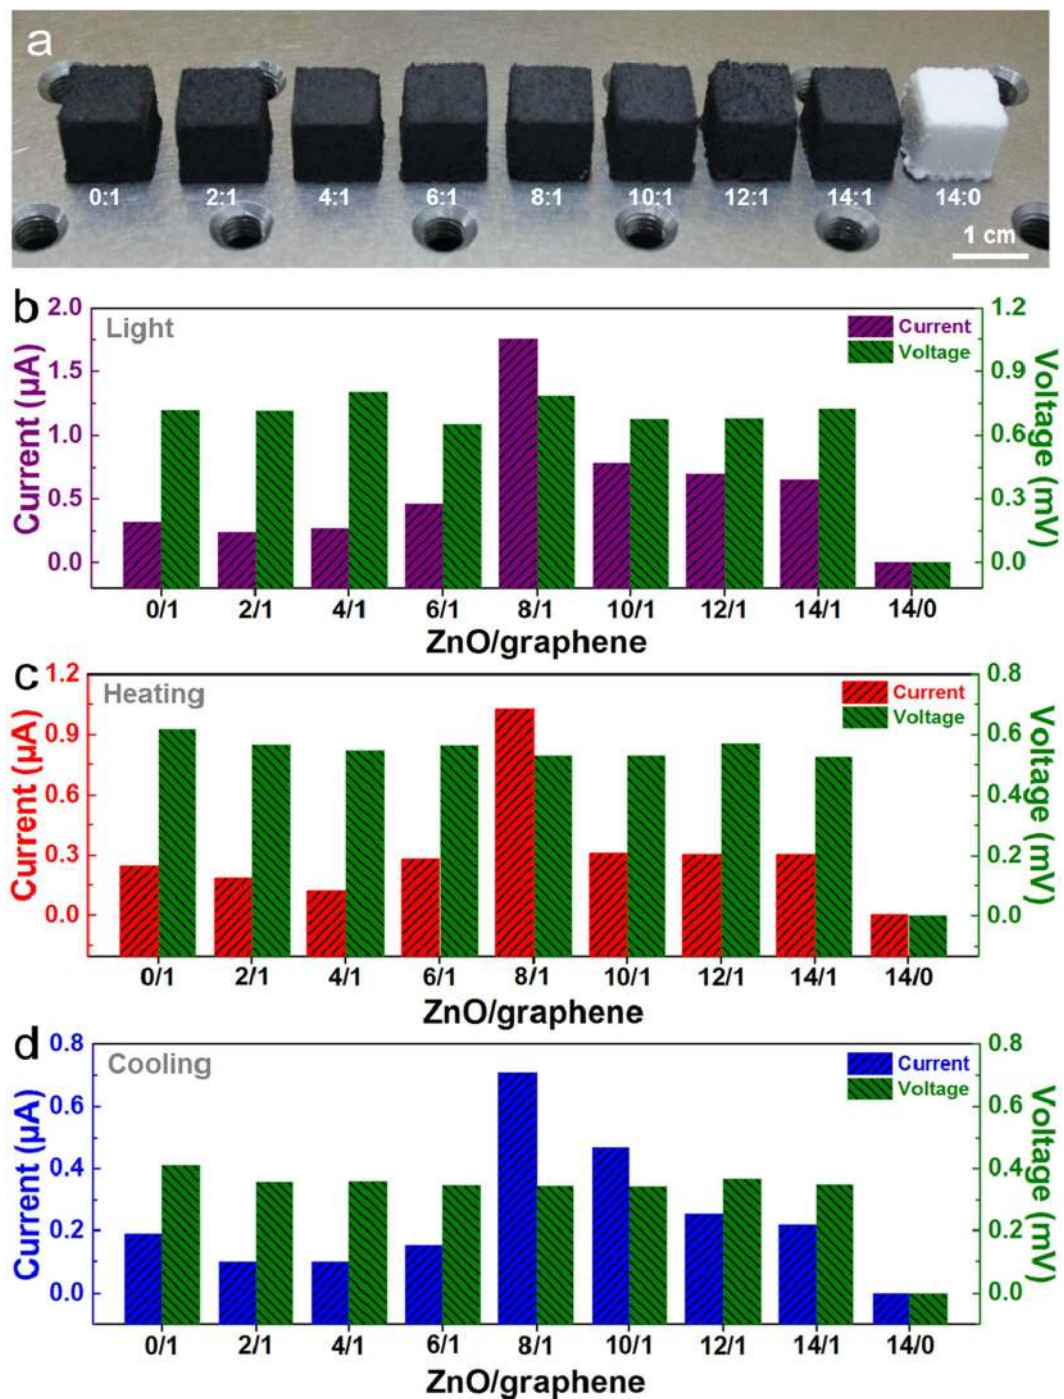 a
0:1 2:1 4:1 6:1 8:1 10:1 12:1 14:1 14:0
1 cm
b
Light
Current
Voltage
Current (µA)
2.0
1.5
1.0
0.5
0.0
Voltage (mV)
1.2
0.9
0.6
0.3
0.0
0/1 2/1 4/1 6/1 8/1 10/1 12/1 14/1 14/0
ZnO/graphene
c
Heating
Current
Voltage
Current (µA)
1.2
0.9
0.6
0.3
0.0
Voltage (mV)
0.8
0.6
0.4
0.2
0.0
0/1 2/1 4/1 6/1 8/1 10/1 12/1 14/1 14/0
ZnO/graphene
d
Cooling
Current
Voltage
Current (µA)
0.8
0.6
0.4
0.2
0.0
Voltage (mV)
0.8
0.6
0.4
0.2
0.0
0/1 2/1 4/1 6/1 8/1 10/1 12/1 14/1 14/0
ZnO/graphene